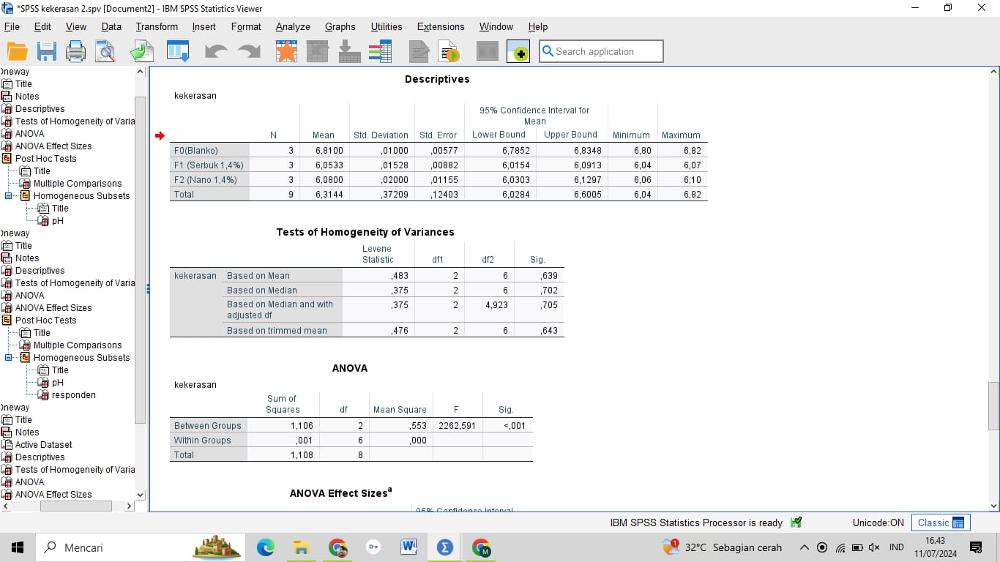 *SPSS kekerasan 2.spv [Document2] - IBM SPSS Statistics Viewer
File Edit View Data Transform Insert Format Analyze Graphs Utilities Extensions Window Help
Search application
Oneway
Title
Notes
Descriptives
Tests of Homogeneity of Varia
ANOVA
ANOVA Effect Sizes
Post Hoc Tests
Title
Multiple Comparisons
Homogeneous Subsets
Title
pH
Oneway
Title
Notes
Descriptives
Tests of Homogeneity of Varia
ANOVA
ANOVA Effect Sizes
Post Hoc Tests
Title
Multiple Comparisons
Homogeneous Subsets
Title
pH
responden
Oneway
Title
Notes
Active Dataset
Descriptives
Tests of Homogeneity of Varia
ANOVA
ANOVA Effect Sizes
Descriptives
kekerasan
95% Confidence Interval for
Mean
N Mean Std. Deviation Std. Error Lower Bound Upper Bound Minimum Maximum
F0(Blanko) 3 6,8100 ,01000 ,00577 6,7852 6,8348 6,80 6,82
F1 (Serbuk 1,4%) 3 6,0533 ,01528 ,00882 6,0154 6,0913 6,04 6,07
F2 (Nano 1,4%) 3 6,0800 ,02000 ,01155 6,0303 6,1297 6,06 6,10
Total 9 6,3144 ,37209 ,12403 6,0284 6,6005 6,04 6,82
Tests of Homogeneity of Variances
Levene
Statistic df1 df2 Sig.
kekerasan Based on Mean ,483 2 6 ,639
Based on Median ,375 2 6 ,702
Based on Median and with
adjusted df ,375 2 4,923 ,705
Based on trimmed mean ,476 2 6 ,643
ANOVA
kekerasan
Sum of
Squares df Mean Square F Sig.
Between Groups 1,106 2 ,553 2262,591 <,001
Within Groups ,001 6 ,000
Total 1,108 8
ANOVA Effect Sizesa
95% Confidence Interval
IBM SPSS Statistics Processor is ready Unicode:ON Classic
Mencari 1 32°C Sebagian cerah IND 16.43
11/07/2024